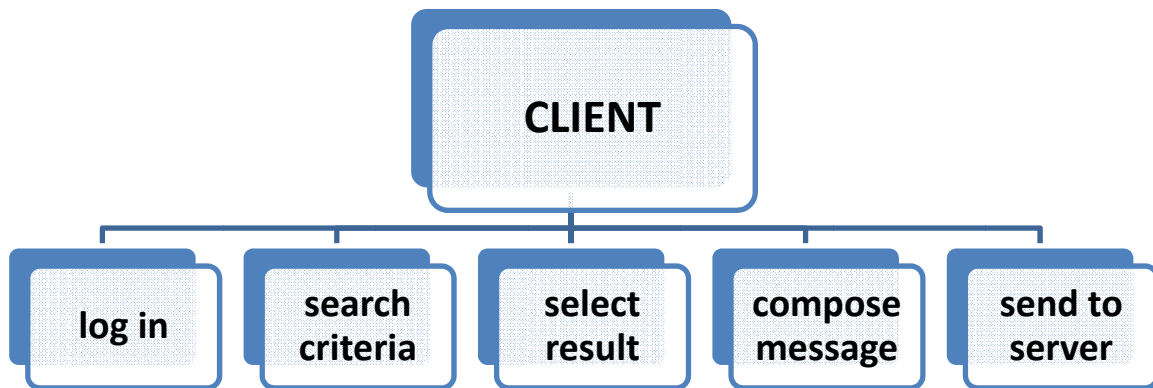 CLIENT
log in
search
criteria
select
result
compose
message
send to
server